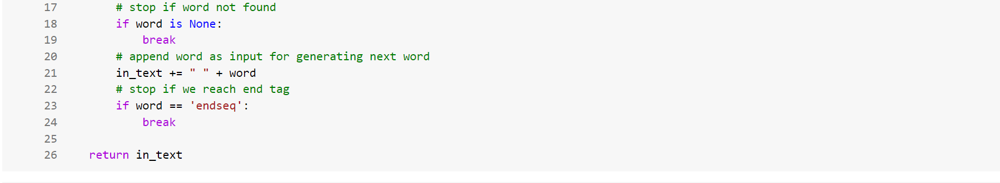 17 # stop if word not found
18 if word is None:
19 break
20 # append word as input for generating next word
21 in_text += " " + word
22 # stop if we reach end tag
23 if word == 'endseq':
24 break
25
26 return in_text